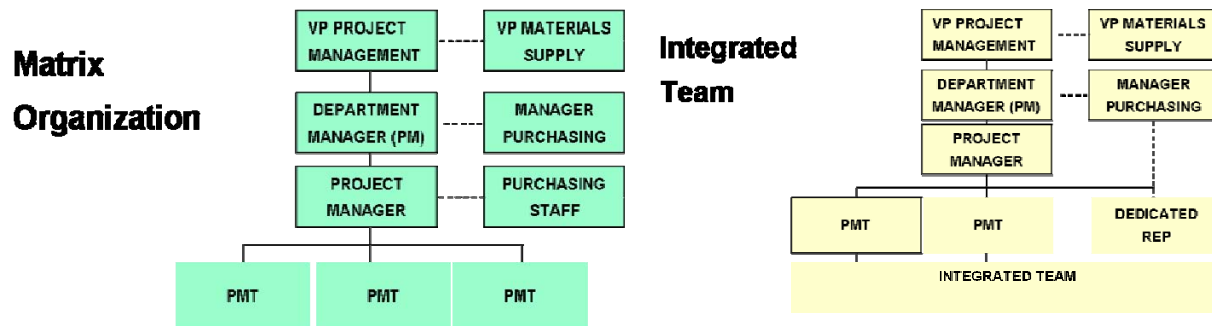 Matrix
Organization
VP PROJECT
MANAGEMENT
VP MATERIALS
SUPPLY
DEPARTMENT
MANAGER (PM)
MANAGER
PURCHASING
PROJECT
MANAGER
PURCHASING
STAFF
PMT
PMT
PMT
Integrated
Team
VP PROJECT
MANAGEMENT
VP MATERIALS
SUPPLY
DEPARTMENT
MANAGER (PM)
MANAGER
PURCHASING
PROJECT
MANAGER
PMT
PMT
DEDICATED
REP
INTEGRATED TEAM